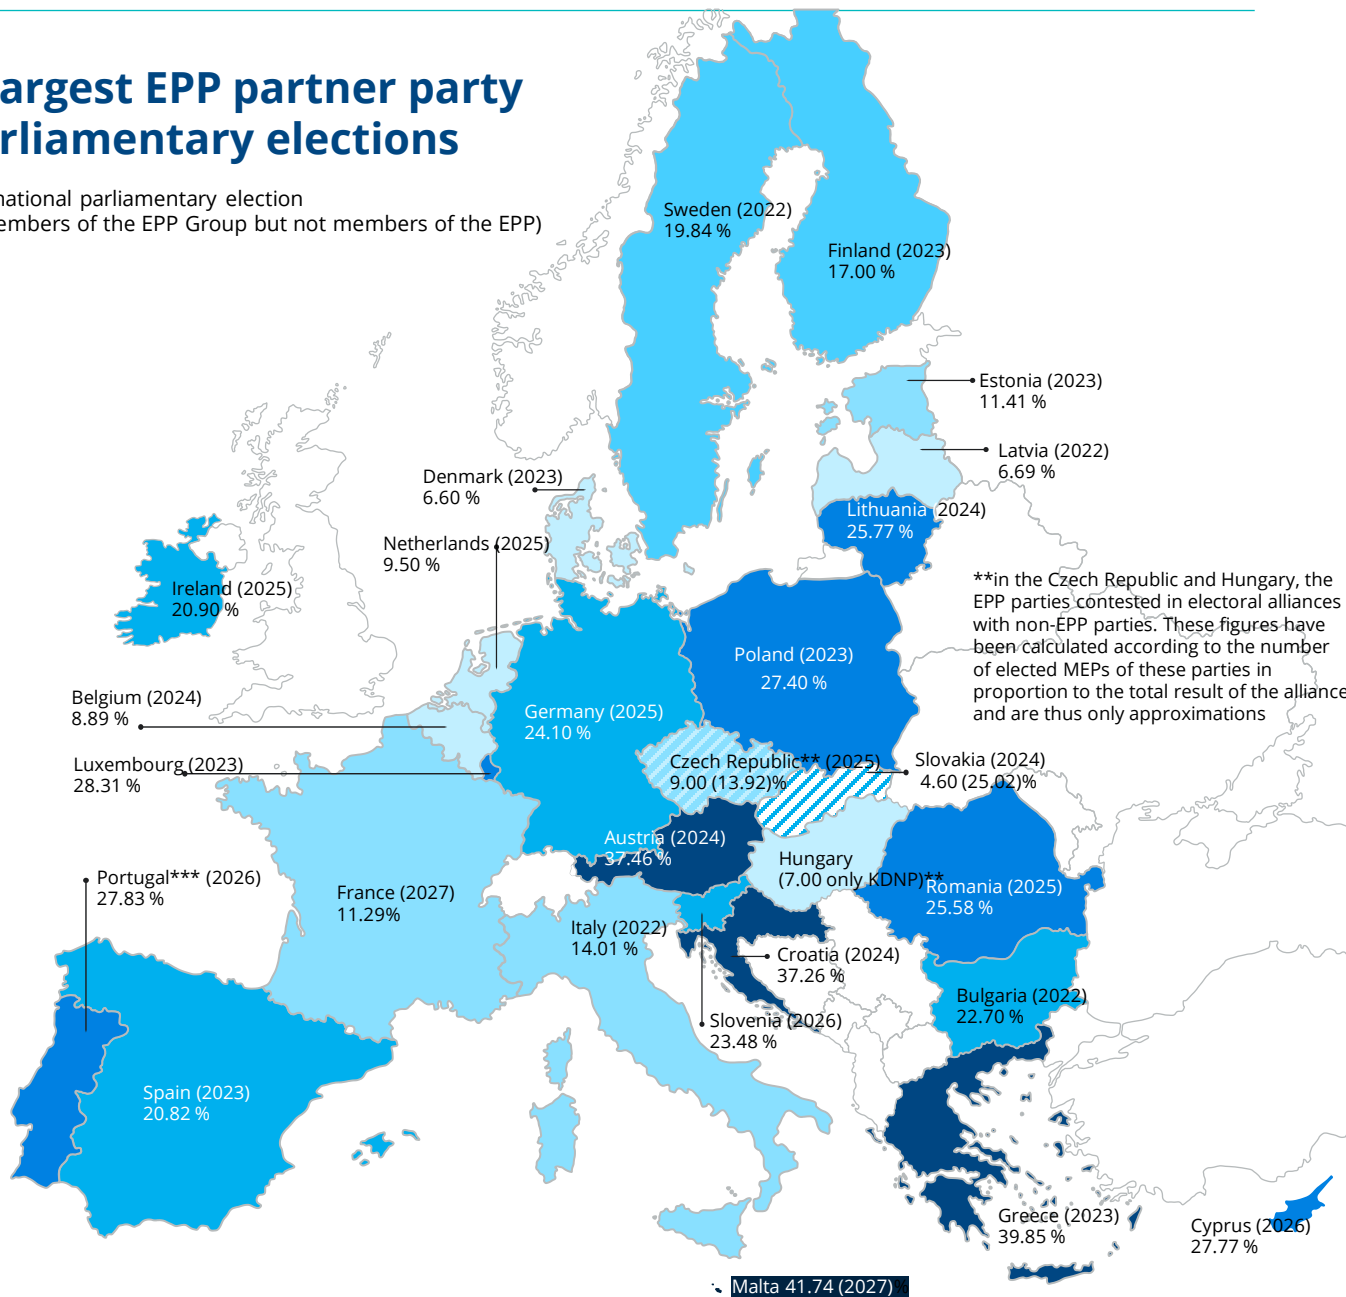 argest EPP partner party
rliamentary elections
national parliamentary election
embers of the EPP Group but not members of the EPP)
Sweden (2022)
19.84 %
Finland (2023)
17.00 %
Estonia (2023)
11.41 %
Latvia (2022)
6.69 %
Denmark (2023)
6.60 %
Lithuania (2024)
25.77 %
Netherlands (2025)
9.50 %
Ireland (2025)
20.90 %
**in the Czech Republic and Hungary, the
EPP parties contested in electoral alliances
with non-EPP parties. These figures have
been calculated according to the number
of elected MEPs of these parties in
proportion to the total result of the alliance
and are thus only approximations
Poland (2023)
27.40 %
Belgium (2024)
8.89 %
Germany (2025)
24.10 %
Luxembourg (2023)
28.31 %
Czech Republic** (2025)
9.00 (13.92)%
Slovakia (2024)
4.60 (25.02)%
Austria (2024)
37.46 %
Hungary
(7.00 only KDNP)**
Portugal*** (2026)
27.83 %
France (2027)
11.29%
Romania (2025)
25.58 %
Italy (2022)
14.01 %
Croatia (2024)
37.26 %
Bulgaria (2022)
22.70 %
Slovenia (2026)
23.48 %
Spain (2023)
20.82 %
Greece (2023)
39.85 %
Cyprus (2026)
27.77 %
Malta 41.74 (2027)%